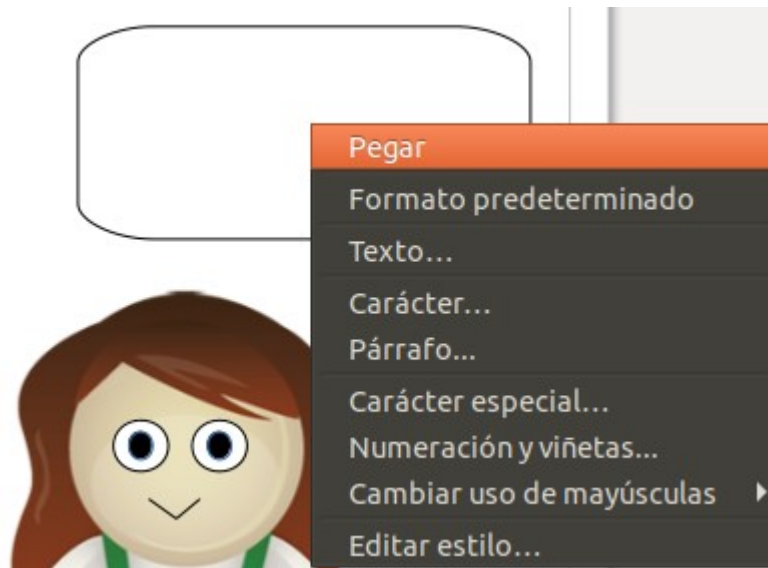 Pegar
Formato predeterminado
Texto...
Carácter...
Párrafo...
Carácter especial...
Numeración y viñetas...
Cambiar uso de mayúsculas
Editar estilo...